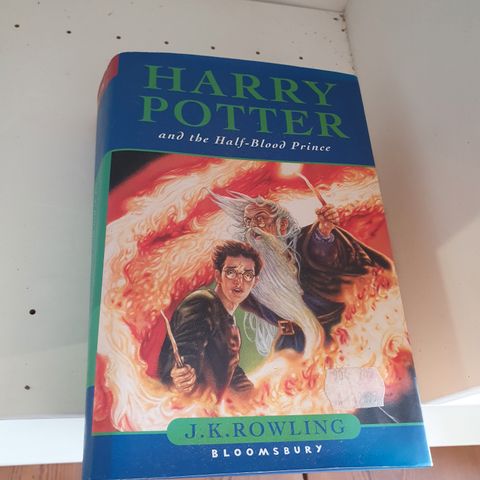 HARRY
POTTER
and the Half-Blood Prince
J.K.ROWLING
BLOOMSBURY